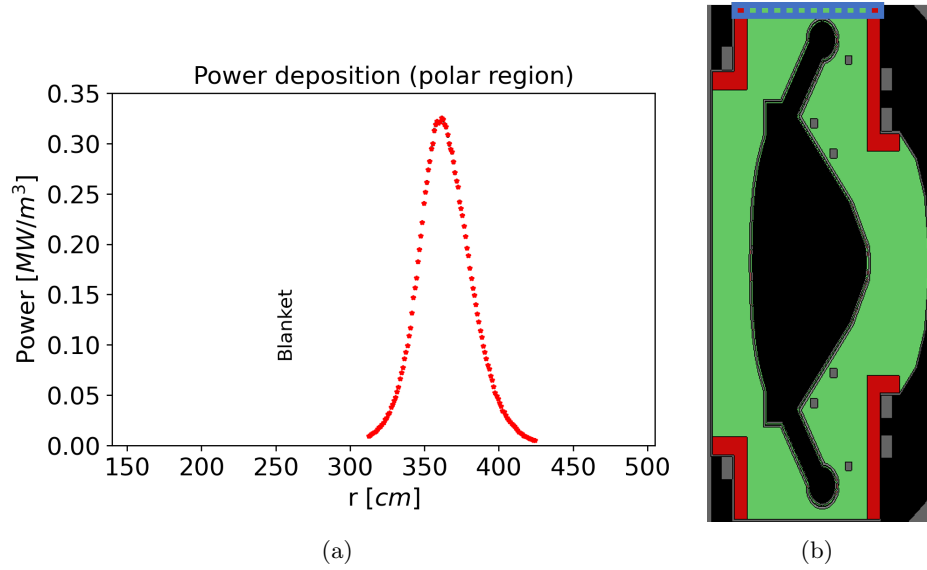 Power deposition (polar region)
0.35
0.30
0.25
0.20
0.15
0.10
0.05
0.00
Power [MW/m³]
Blanket
150 200 250 300 350 400 450 500
r [cm]
(a) (b)